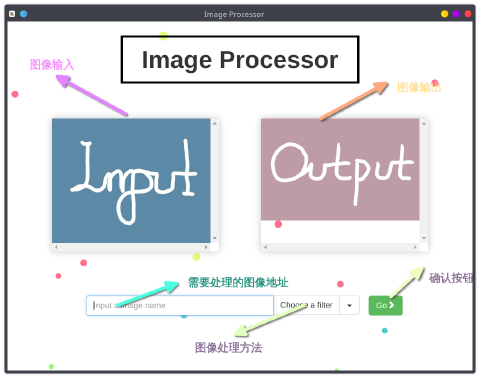 Image Processor
Image Processor
图像输入
图像输出
Input
Output
需要处理的图像地址
Input a image name
Choose a filter
Go
确认按钮
图像处理方法